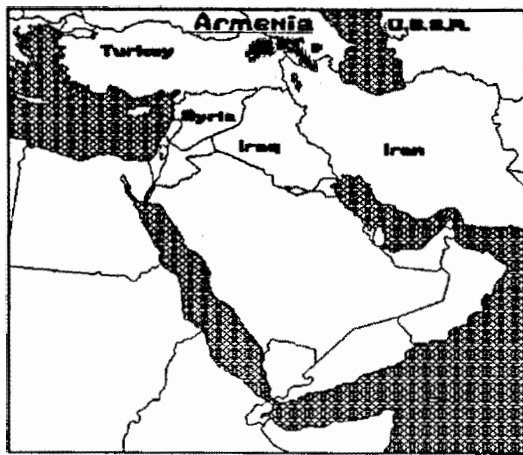 Armenia
U.S.S.R.
Turkey
Syria
Iraq
Iran